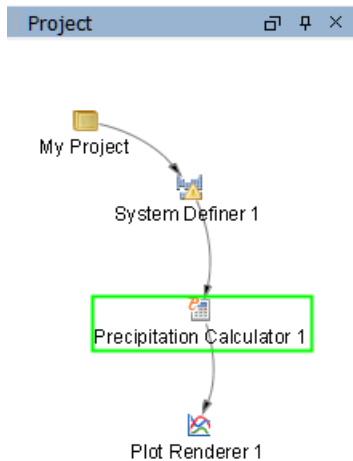 Project
My Project
System Definer 1
Precipitation Calculator 1
Plot Renderer 1